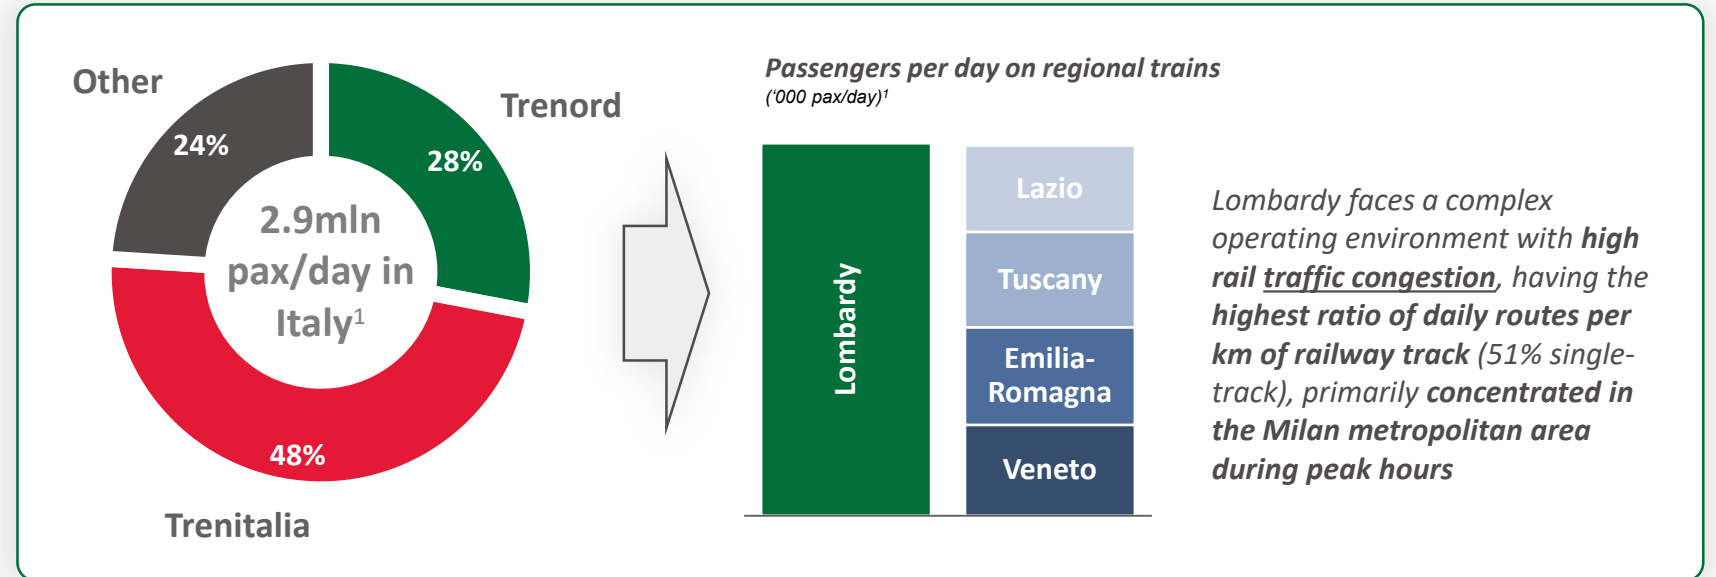 Other
24%
Trenord
28%
2.9mln
pax/day in
Italy1
48%
Trenitalia
Passengers per day on regional trains
(‘000 pax/day)1
Lombardy
Lazio
Tuscany
Emilia-
Romagna
Veneto
Lombardy faces a complex
operating environment with high
rail traffic congestion, having the
highest ratio of daily routes per
km of railway track (51% single-
track), primarily concentrated in
the Milan metropolitan area
during peak hours